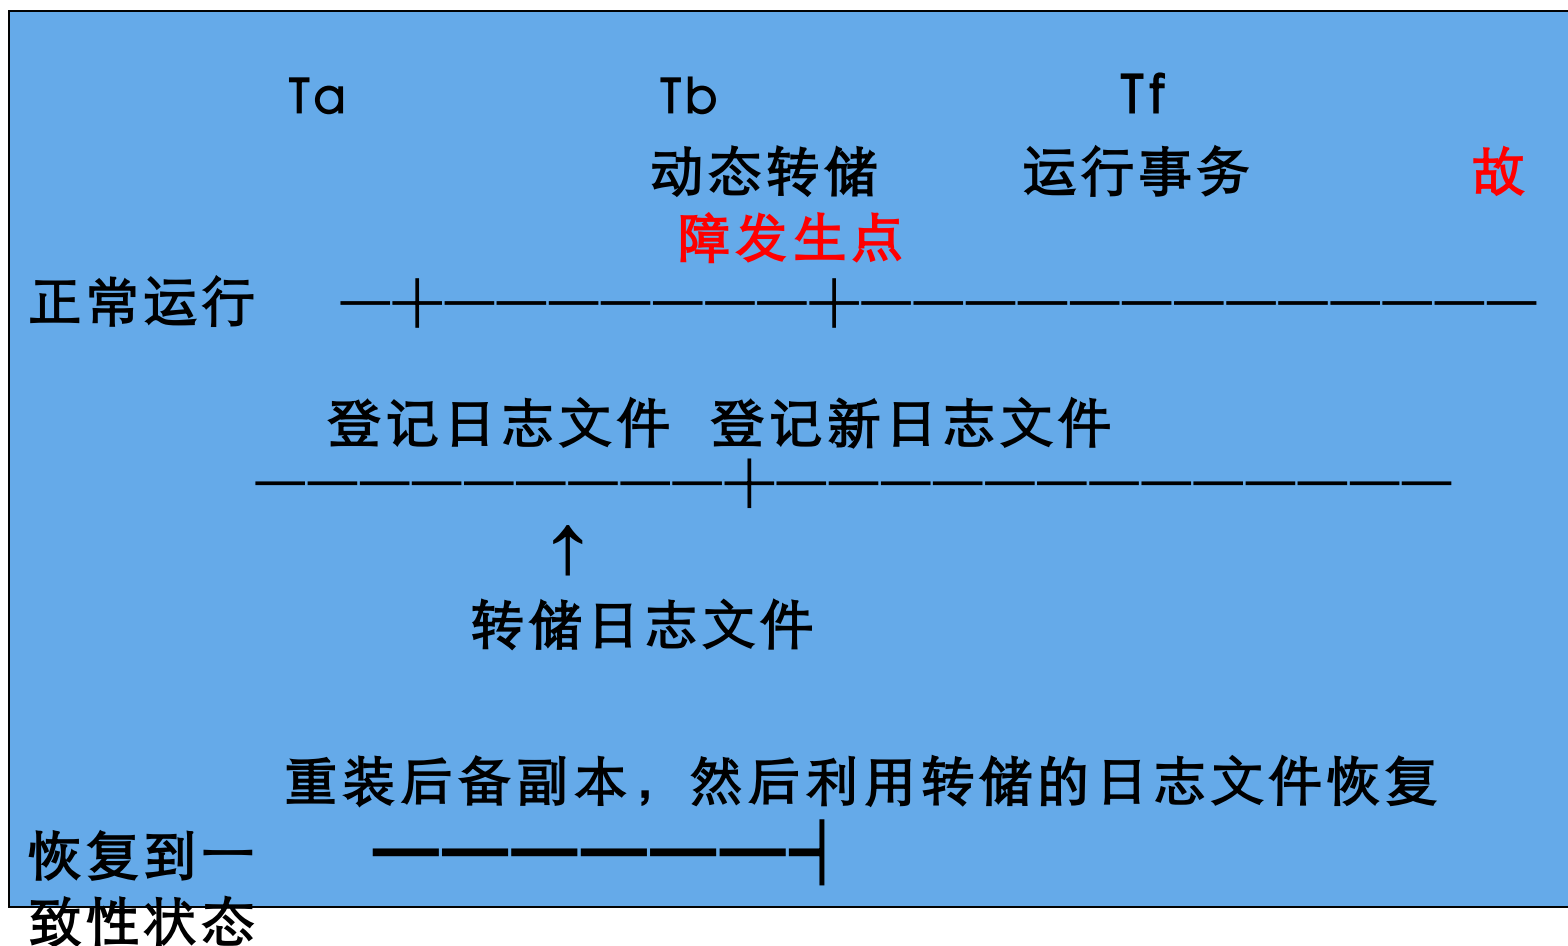 Ta Tb Tf
动态转储 运行事务 故
障发生点
正常运行 ─┼───────┼─────────────
登记日志文件 登记新日志文件
─────────┼─────────────
↑
转储日志文件
重装后备副本，然后利用转储的日志文件恢复
恢复到一 ━━━━━━┥
致性状态